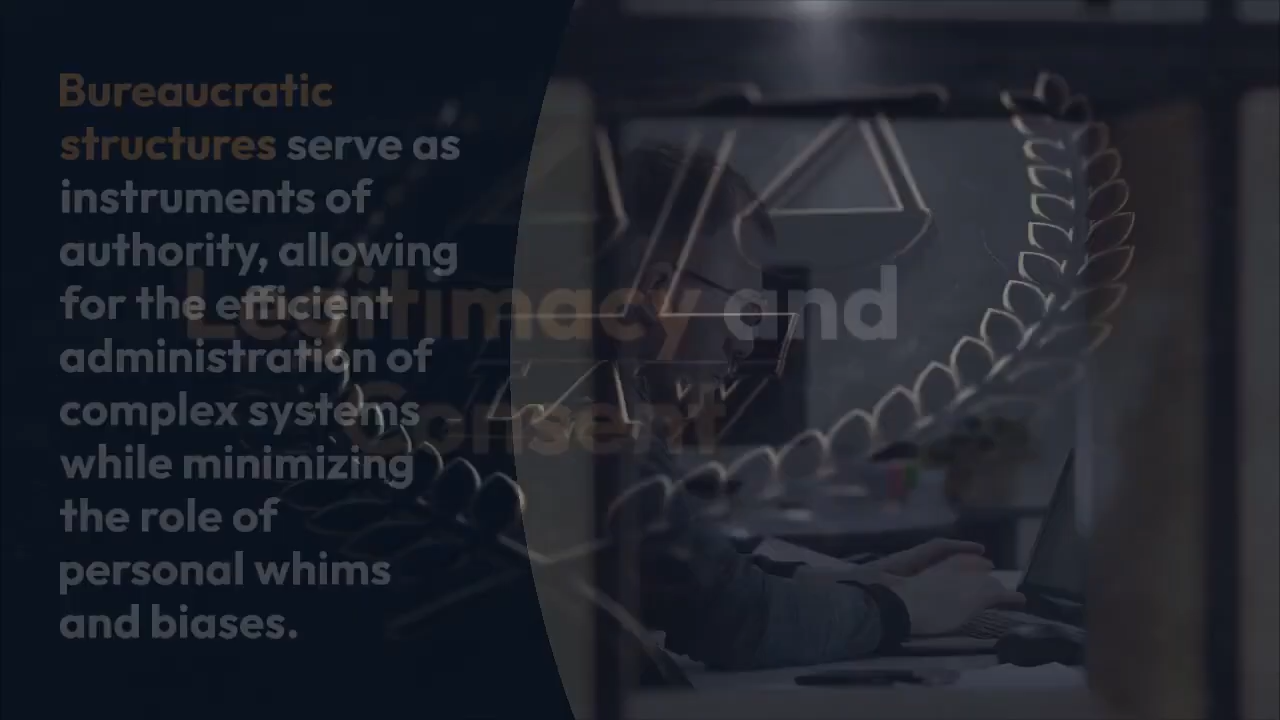 Bureaucratic
structures serve as
instruments of
authority, allowing
for the efficient
administration of
complex systems
while minimizing
the role of
personal whims
and biases.
Legitimacy and
Consent